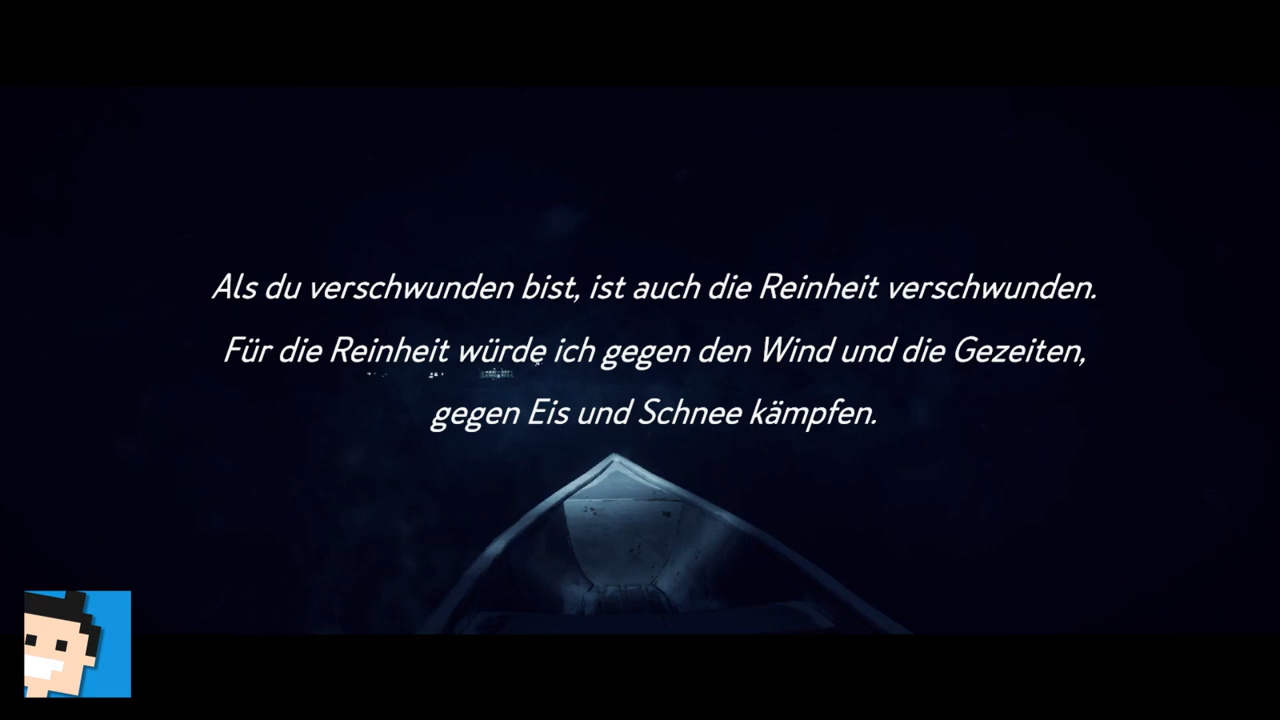 Als du verschwunden bist, ist auch die Reinheit verschwunden.
Für die Reinheit würde ich gegen den Wind und die Gezeiten,
gegen Eis und Schnee kämpfen.